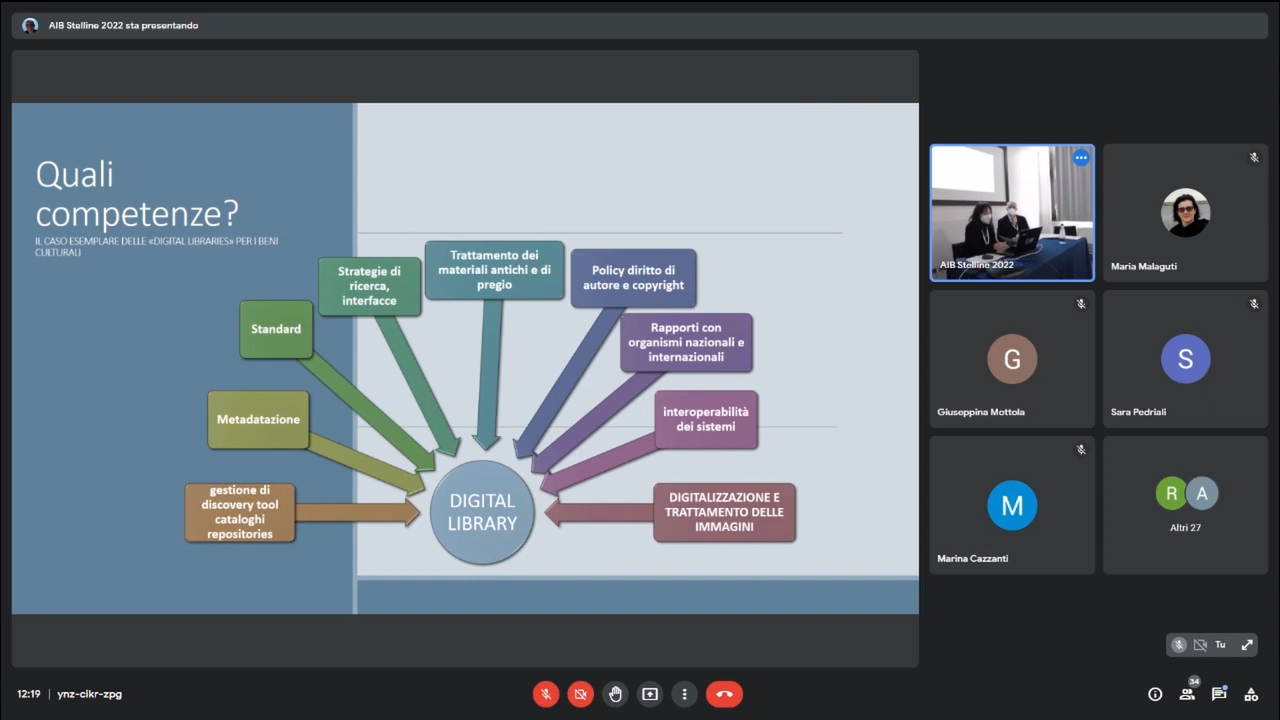 AIB Stelline 2022 sta presentando
Quali
competenze?
IL CASO ESEMPLARE DELLE «DIGITAL LIBRARIES» PER I BENI
CULTURALI
Strategie di
ricerca,
interfacce
Trattamento dei
materiali antichi e di
pregio
Policy diritto di
autore e copyright
Standard
Rapporti con
organismi nazionali e
internazionali
Metadatazione
interoperabilità
dei sistemi
gestione di
discovery tool
cataloghi
repositories
DIGITAL
LIBRARY
DIGITALIZZAZIONE E
TRATTAMENTO DELLE
IMMAGINI
AIB Stelline 2022
Maria Malaguti
G
Giuseppina Mottola
S
Sara Pedriali
M
Marina Cazzanti
R
A
Altri 27
Tu
12:19 | ynz-cikr-zpg
34